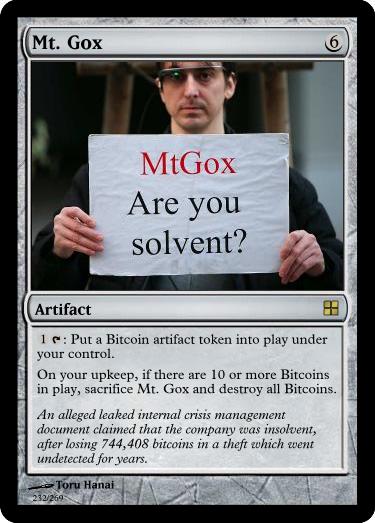 Mt. Gox 6
MtGox
Are you
solvent?
Artifact
1 : Put a Bitcoin artifact token into play under
your control.
On your upkeep, if there are 10 or more Bitcoins
in play, sacrifice Mt. Gox and destroy all Bitcoins.
An alleged leaked internal crisis management
document claimed that the company was insolvent,
after losing 744,408 bitcoins in a theft which went
undetected for years.
Toru Hanai
232/269